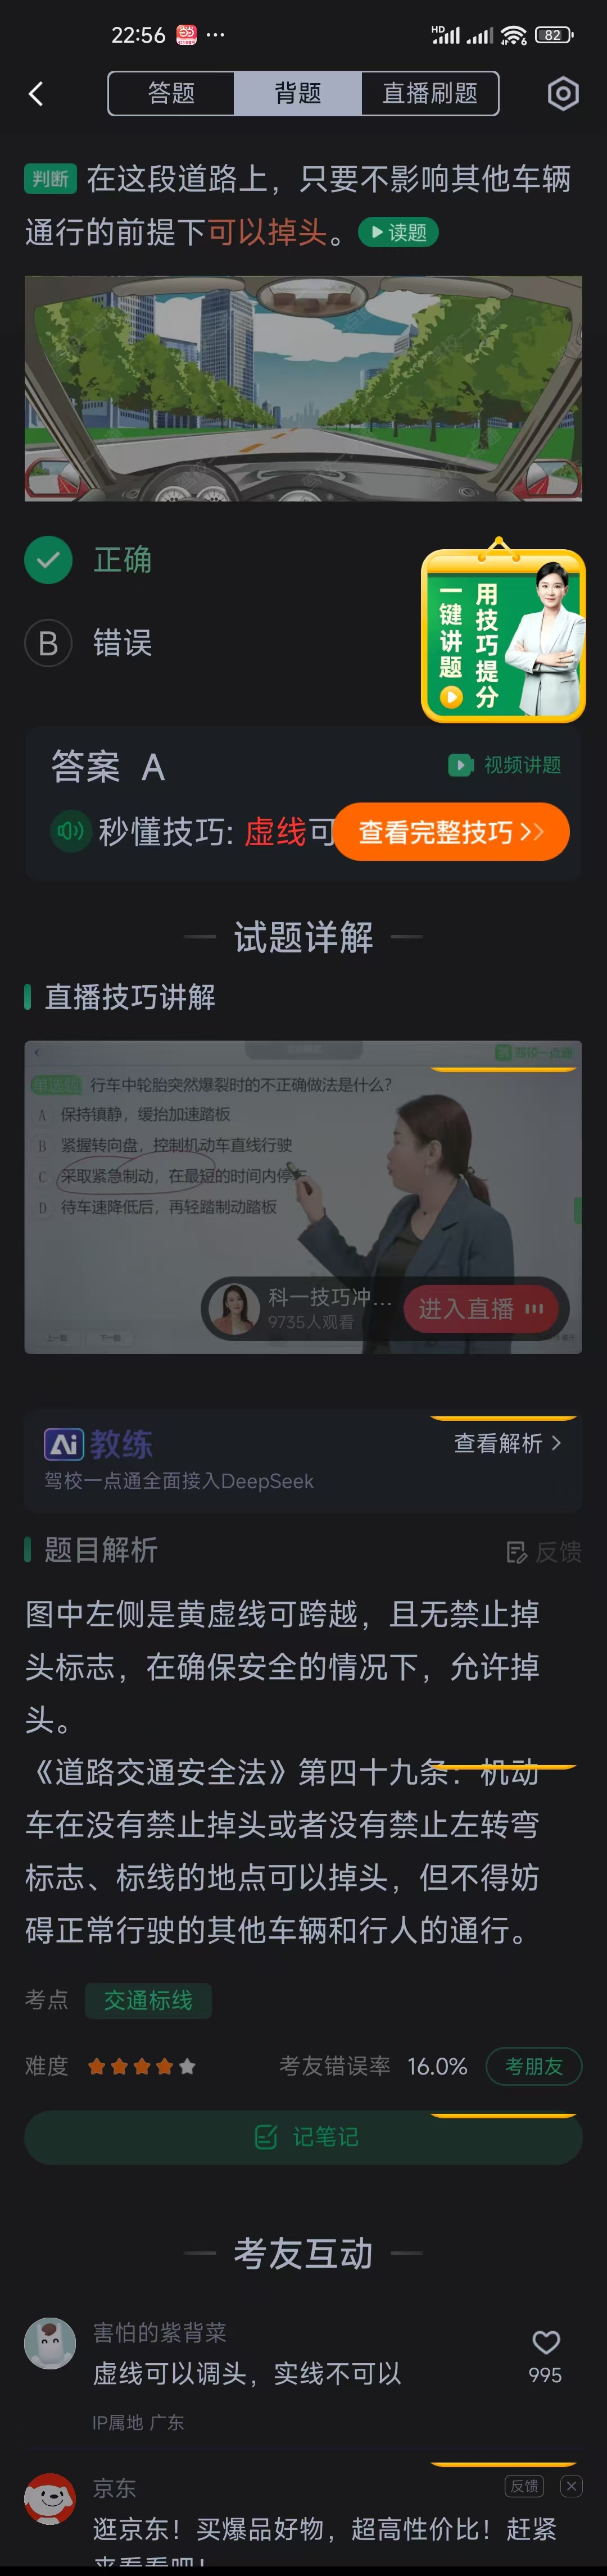 22:56
HD
6
82
答题
背题
直播刷题
判断 在这段道路上，只要不影响其他车辆
通行的前提下可以掉头。 读题
正确
B 错误
一键讲题
用技巧提分
答案 A
视频讲题
秒懂技巧: 虚线可
查看完整技巧
试题详解
直播技巧讲解
驾校一点通
单选题 行车中轮胎突然爆裂时的不正确做法是什么?
A 保持镇静，缓抬加速踏板
B 紧握转向盘，控制机动车直线行驶
C 采取紧急制动，在最短的时间内停车
D 待车速降低后，再轻踏制动踏板
科一技巧冲...
9735人观看
进入直播
上一题
下一题
Ai 教练
查看解析
驾校一点通全面接入DeepSeek
题目解析
反馈
图中左侧是黄虚线可跨越，且无禁止掉
头标志，在确保安全的情况下，允许掉
头。
《道路交通安全法》第四十九条：机动
车在没有禁止掉头或者没有禁止左转弯
标志、标线的地点可以掉头，但不得妨
碍正常行驶的其他车辆和行人的通行。
考点 交通标线
难度
考友错误率 16.0%
考朋友
记笔记
考友互动
害怕的紫背菜
虚线可以调头，实线不可以
995
IP属地 广东
京东
反馈
逛京东！买爆品好物，超高性价比！赶紧
来看看吧！